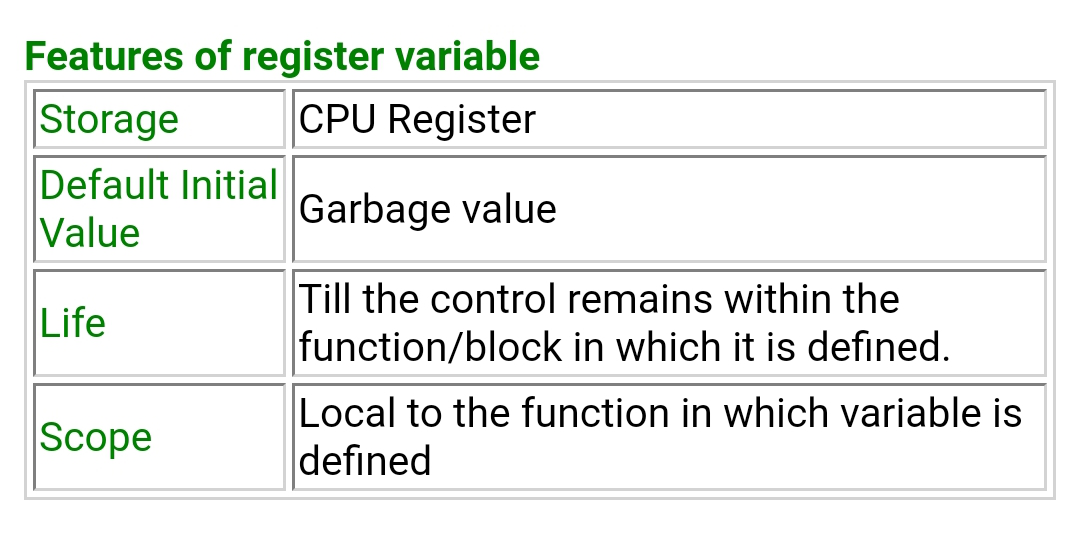 Features of register variable
Storage
CPU Register
Default Initial
Value
Garbage value
Life
Till the control remains within the
function/block in which it is defined.
Scope
Local to the function in which variable is
defined